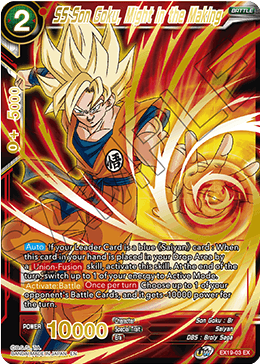 2
SS Son Goku, Might in the Making
BATTLE
0 + 5000
Auto If your Leader Card is a blue ‹Saiyan› card : When
this card in your hand is placed in your Drop Area by
a Union-Fusion skill, activate this skill. At the end of
the turn, switch up to 1 of your energy to Active Mode.
Activate: Battle Once per turn Choose up to 1 of your
opponent's Battle Cards, and it gets -10000 power for
the turn.
POWER
10000
Character Son Goku : Br
Special Trait Saiyan
Era DBS : Broly Saga
EX19-03 EX